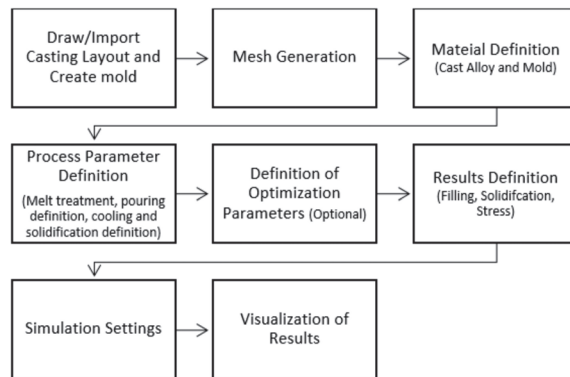 Draw/Import
Casting Layout and
Create mold
Mesh Generation
Mateial Definition
(Cast Alloy and Mold)
Process Parameter
Definition
(Melt treatment, pouring
definition, cooling and
solidification definition)
Definition of
Optimization
Parameters (Optional)
Results Definition
(Filling, Solidifcation,
Stress)
Simulation Settings
Visualization of
Results